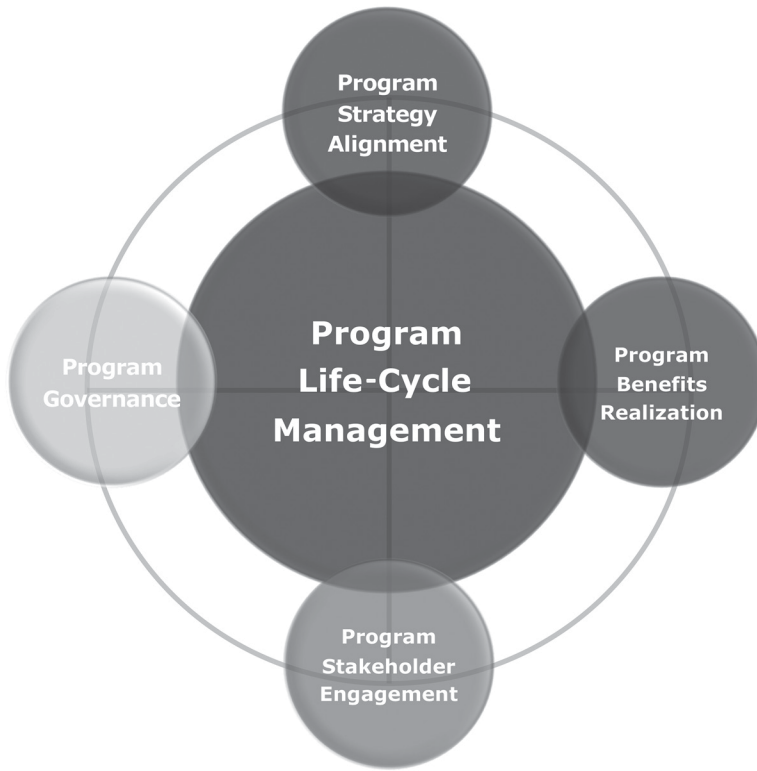 Program
Strategy
Alignment
Program
Governance
Program
Life-Cycle
Management
Program
Benefits
Realization
Program
Stakeholder
Engagement